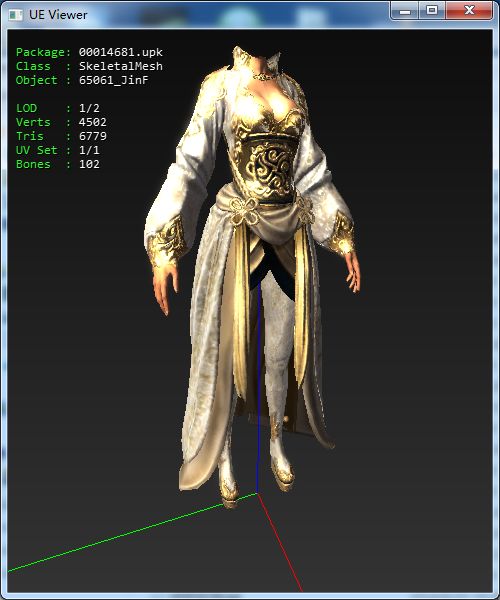 UE Viewer
Package: 00014681.upk
Class : SkeletalMesh
Object : 65061_JinF
LOD : 1/2
Verts : 4502
Tris : 6779
UV Set : 1/1
Bones : 102